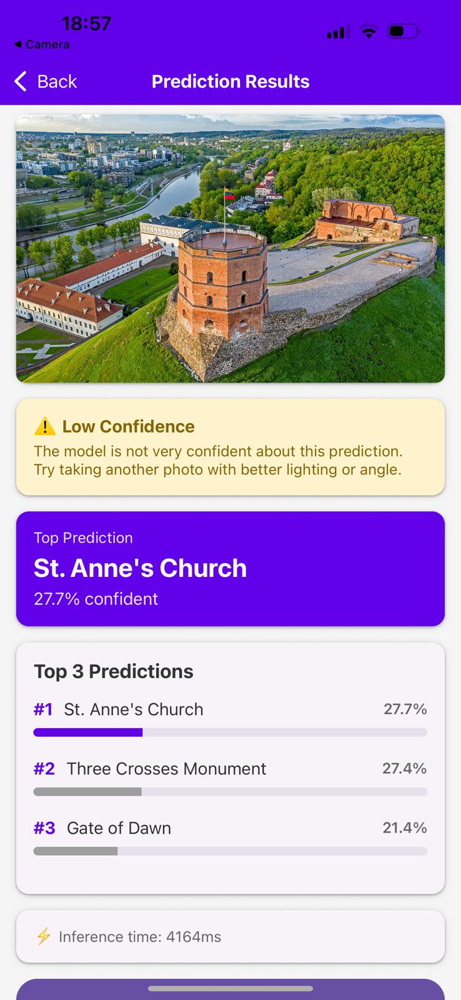 18:57
◀ Camera
Back
Prediction Results
⚠️ Low Confidence
The model is not very confident about this prediction.
Try taking another photo with better lighting or angle.
Top Prediction
St. Anne's Church
27.7% confident
Top 3 Predictions
#1 St. Anne's Church 27.7%
#2 Three Crosses Monument 27.4%
#3 Gate of Dawn 21.4%
⚡ Inference time: 4164ms